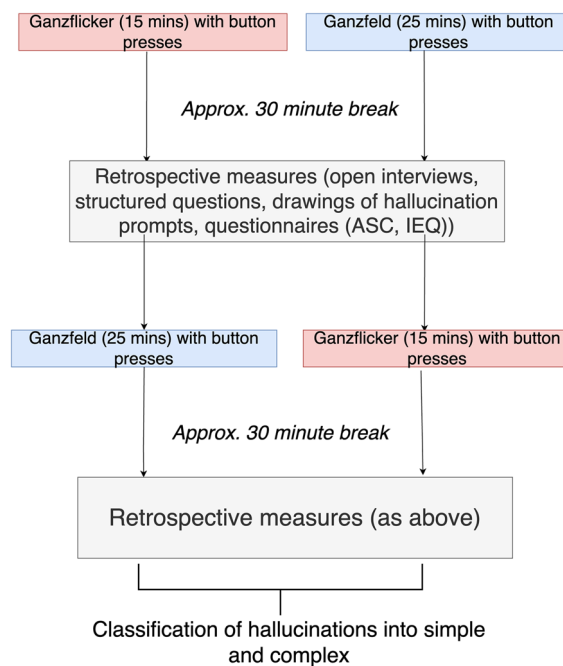 Ganzflicker (15 mins) with button
presses
Ganzfeld (25 mins) with button
presses
Approx. 30 minute break
Retrospective measures (open interviews,
structured questions, drawings of hallucination
prompts, questionnaires (ASC, IEQ))
Ganzfeld (25 mins) with button
presses
Ganzflicker (15 mins) with button
presses
Approx. 30 minute break
Retrospective measures (as above)
Classification of hallucinations into simple
and complex